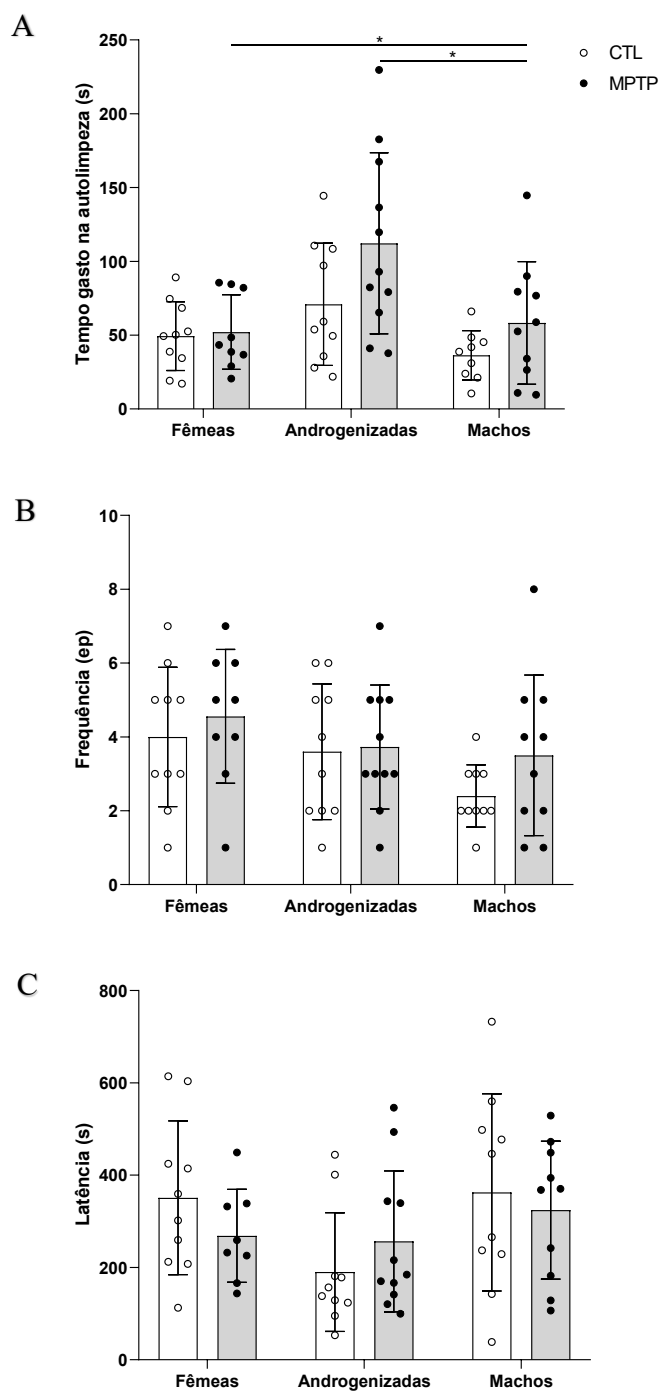 A
Tempo gasto na autolimpeza (s)
250
200
150
100
50
0
*
*
CTL
MPTP
Fêmeas Androgenizadas Machos
B
Frequência (ep)
10
8
6
4
2
0
Fêmeas Androgenizadas Machos
C
Latência (s)
800
600
400
200
0
Fêmeas Androgenizadas Machos